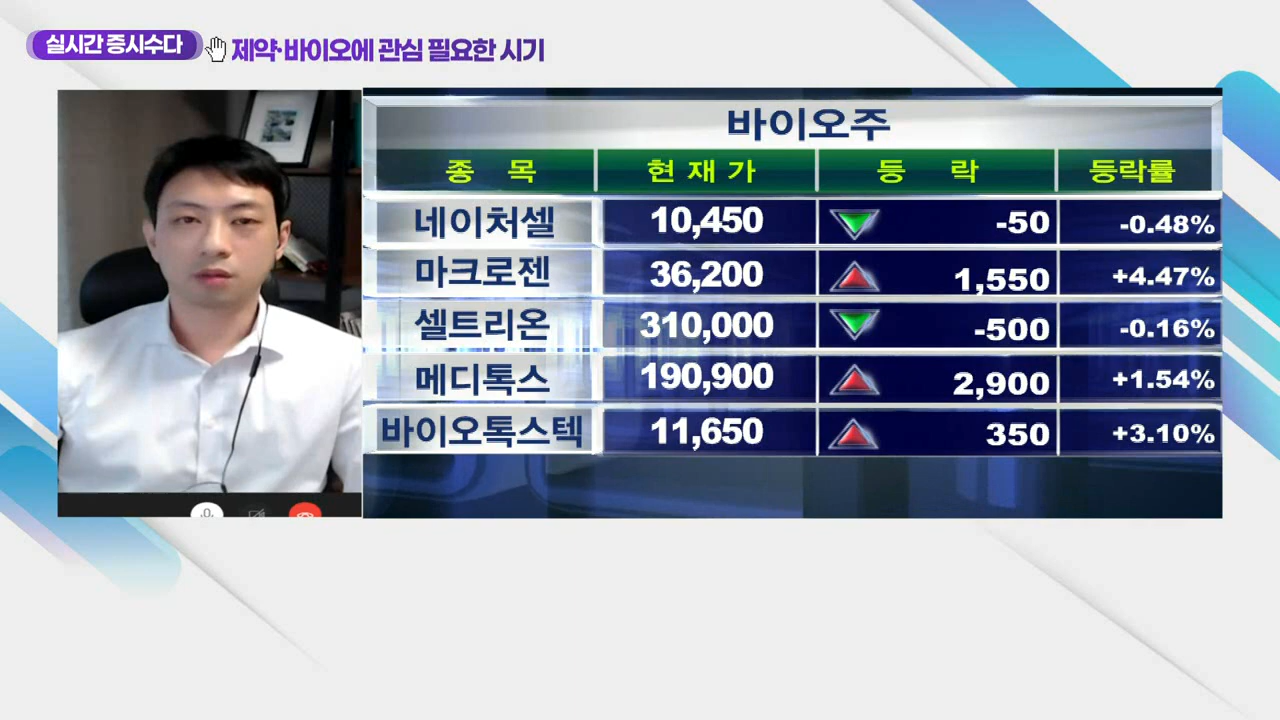 실시간 증시수다 제약·바이오에 관심 필요한 시기
바이오주
종 목 현재가 등 락 등락률
네이처셀 10,450 -50 -0.48%
마크로젠 36,200 1,550 +4.47%
셀트리온 310,000 -500 -0.16%
메디톡스 190,900 2,900 +1.54%
바이오톡스텍 11,650 350 +3.10%